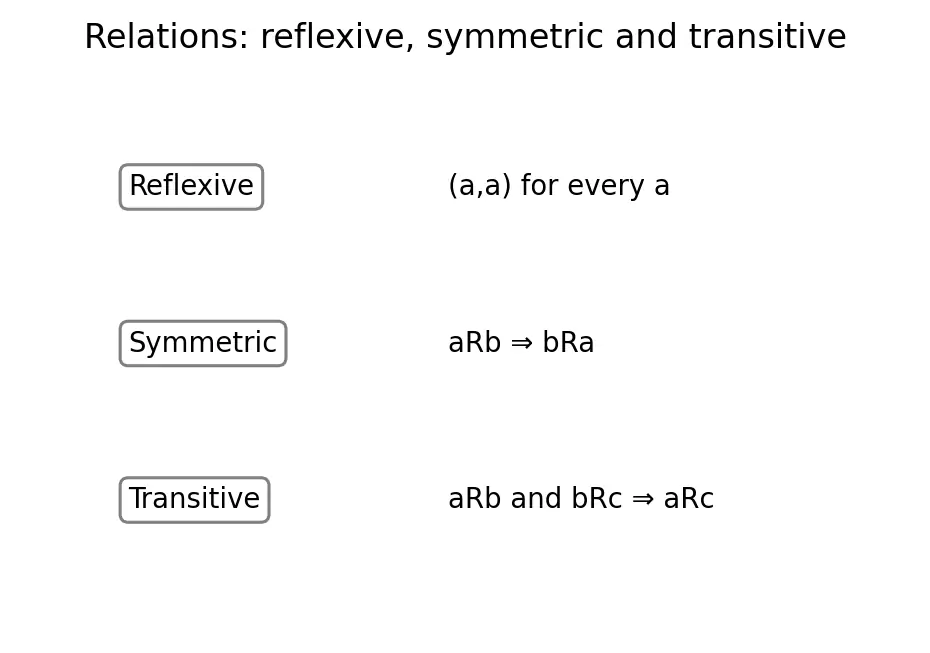 Relations: reflexive, symmetric and transitive
Reflexive (a,a) for every a
Symmetric aRb ⇒ bRa
Transitive aRb and bRc ⇒ aRc